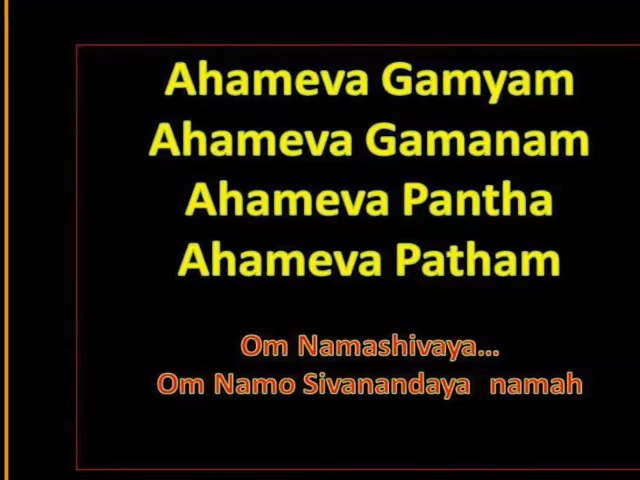 Ahameva Gamyam
Ahameva Gamanam
Ahameva Pantha
Ahameva Patham
Om Namashivaya...
Om Namo Sivanandaya namah